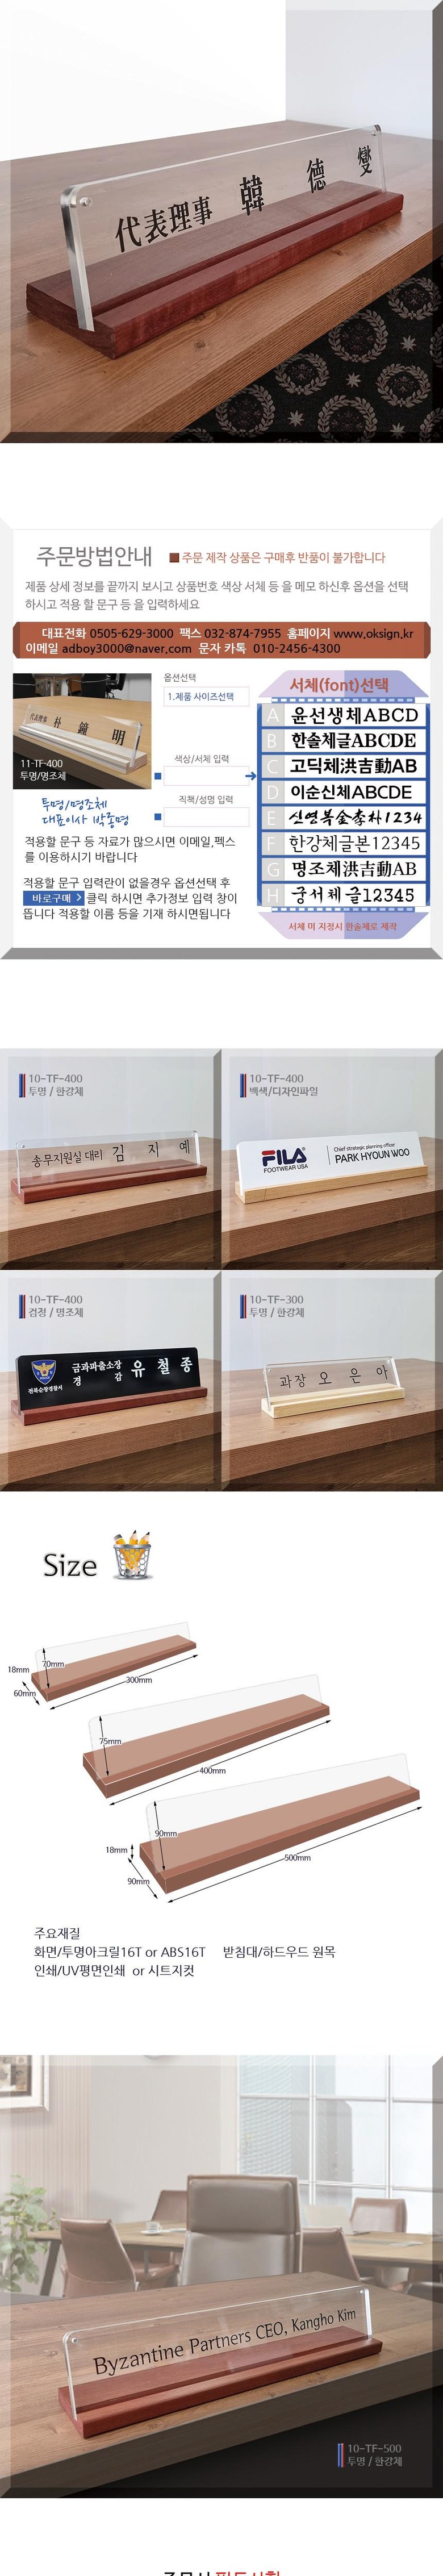 代表理事 韓 德 燮
주문방법안내 ■ 주문 제작 상품은 구매후 반품이 불가합니다
제품 상세 정보를 끝까지 보시고 상품번호 색상 서체 등 을 메모 하신후 옵션을 선택
하시고 적용 할 문구 등 을 입력하세요
대표전화 0505-629-3000 팩스 032-874-7955 홈페이지 www.oksign.kr
이메일 adboy3000@naver.com 문자 카톡 010-2456-4300
대표이사 朴 鐘 明
11-TF-400
투명/명조체
투명/명조체
대표이사 박종명
옵션선택
1.제품 사이즈선택
색상/서체 입력
직책/성명 입력
적용할 문구 등 자료가 많으시면 이메일,펙스
를 이용하시기 바랍니다
적용할 문구 입력란이 없을경우 옵션선택 후
바로구매 > 클릭 하시면 추가정보 입력 창이
뜹니다 적용할 이름 등을 기재 하시면됩니다
서체(font)선택
A 윤선생체ABCD
B 한솔체글ABCDE
C 고딕체洪吉動AB
D 이순신체ABCDE
E 신연복순흘림1234
F 한강체글본12345
G 명조체洪吉動AB
H 궁서체글12345
서체 미 지정시 한솔체로 제작
10-TF-400
투명 / 한강체
송무지원실 대리 김 지 예
10-TF-400
백색/디자인파일
FILA
FOOTWEAR USA
Chief strategic planning officer
PARK HYOUN WOO
10-TF-400
검정 / 명조체
전북순창경찰서
금과파출소장
경 감
유 철 종
10-TF-300
투명 / 한강체
과장 오 은 아
Size
70mm
18mm
60mm
300mm
75mm
400mm
90mm
18mm
90mm
500mm
주요재질
화면/투명아크릴16T or ABS16T 받침대/하드우드 원목
인쇄/UV평면인쇄 or 시트지컷
Byzantine Partners CEO, Kangho Kim
10-TF-500
투명 / 한강체